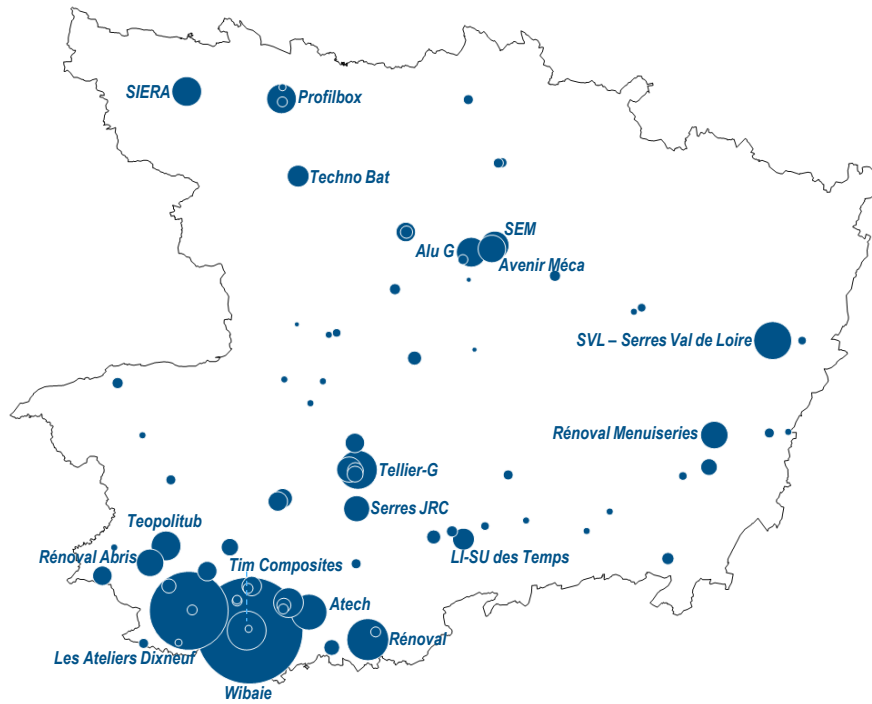 SIERA
Profilbox
Techno Bat
SEM
Alu G
Avenir Méca
SVL – Serres Val de Loire
Rénoval Menuiseries
Tellier-G
Serres JRC
Teopolitub
Rénoval Abris
Tim Composites
LI-SU des Temps
Atech
Rénoval
Les Ateliers Dixneuf
Wibaie